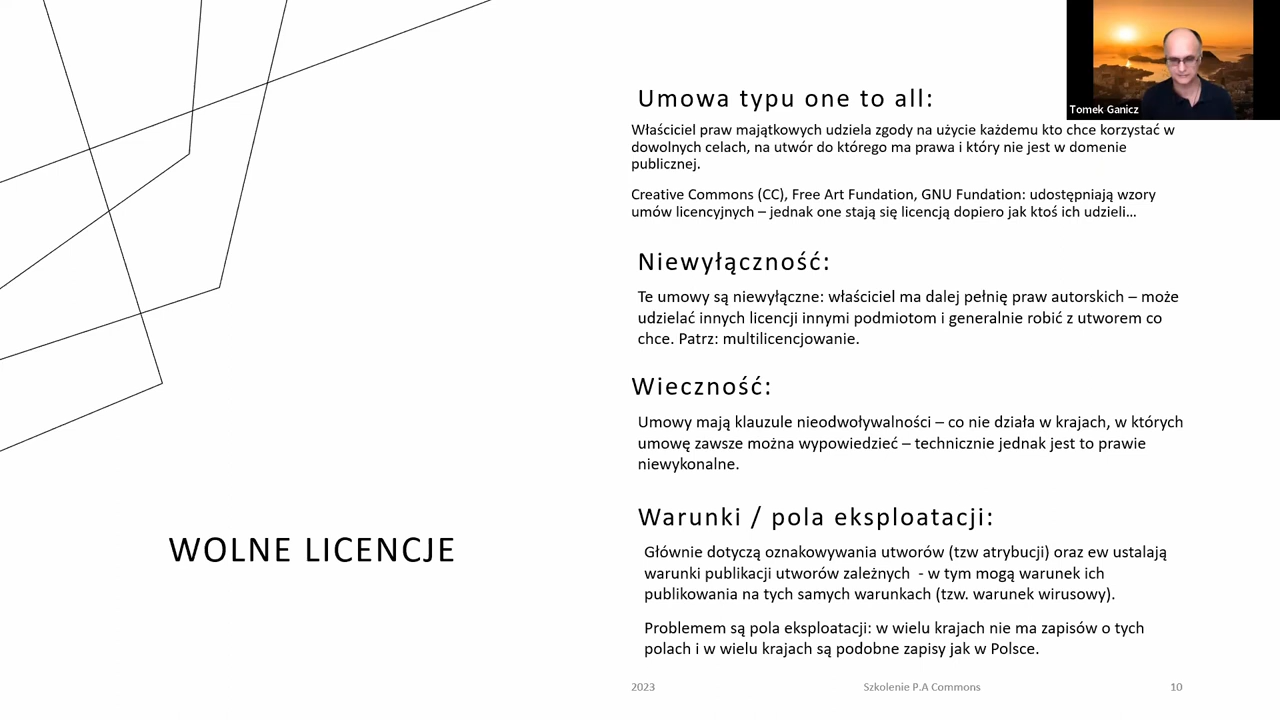 Tomek Ganicz
Umowa typu one to all:
Właściciel praw majątkowych udziela zgody na użycie każdemu kto chce korzystać w
dowolnych celach, na utwór do którego ma prawa i który nie jest w domenie
publicznej.
Creative Commons (CC), Free Art Fundation, GNU Fundation: udostępniają wzory
umów licencyjnych – jednak one stają się licencją dopiero jak ktoś ich udzieli…
Niewyłączność:
Te umowy są niewyłączne: właściciel ma dalej pełnię praw autorskich – może
udzielać innych licencji innymi podmiotom i generalnie robić z utworem co
chce. Patrz: multilicencjowanie.
Wieczność:
Umowy mają klauzule nieodwoływalności – co nie działa w krajach, w których
umowę zawsze można wypowiedzieć – technicznie jednak jest to prawie
niewykonalne.
WOLNE LICENCJE
Warunki / pola eksploatacji:
Głównie dotyczą oznakowywania utworów (tzw atrybucji) oraz ew ustalają
warunki publikacji utworów zależnych - w tym mogą warunek ich
publikowania na tych samych warunkach (tzw. warunek wirusowy).
Problemem są pola eksploatacji: w wielu krajach nie ma zapisów o tych
polach i w wielu krajach są podobne zapisy jak w Polsce.
2023 Szkolenie P.A Commons 10